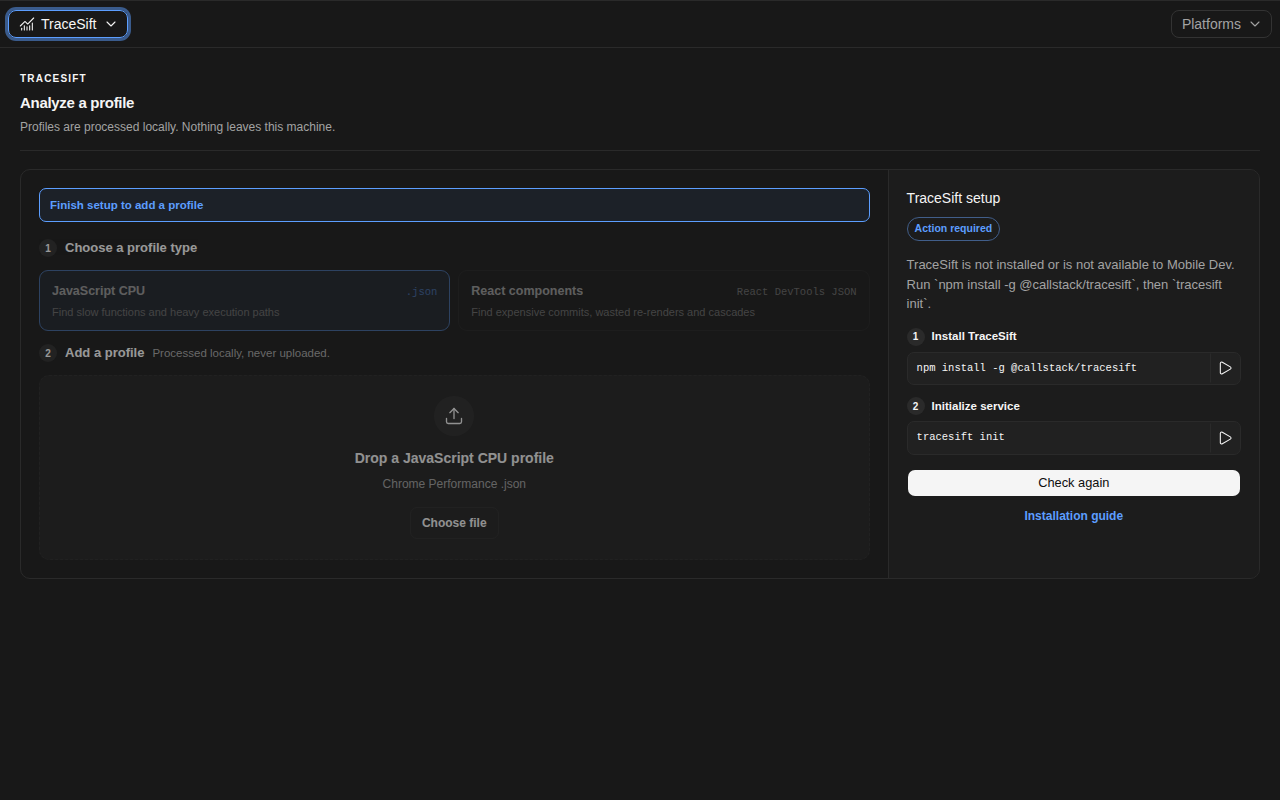 TraceSift
Platforms
TRACESIFT
Analyze a profile
Profiles are processed locally. Nothing leaves this machine.
Finish setup to add a profile
1 Choose a profile type
JavaScript CPU .json
Find slow functions and heavy execution paths
React components React DevTools JSON
Find expensive commits, wasted re-renders and cascades
2 Add a profile Processed locally, never uploaded.
Drop a JavaScript CPU profile
Chrome Performance .json
Choose file
TraceSift setup
Action required
TraceSift is not installed or is not available to Mobile Dev.
Run `npm install -g @callstack/tracesift`, then `tracesift
init`.
1 Install TraceSift
npm install -g @callstack/tracesift
2 Initialize service
tracesift init
Check again
Installation guide